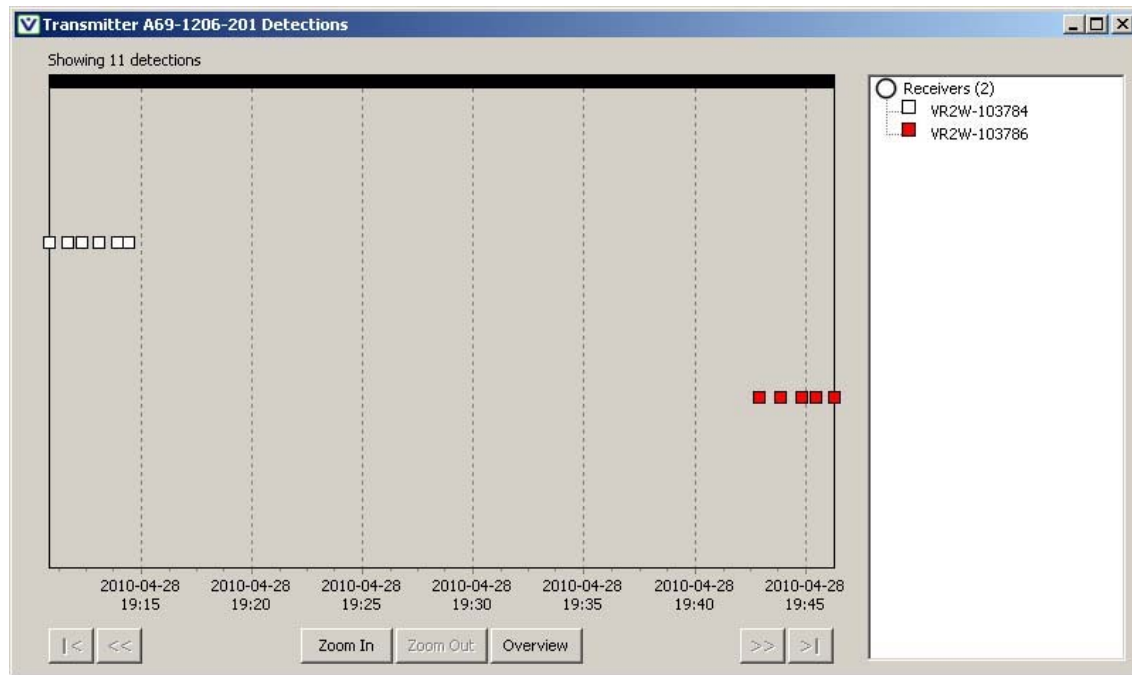 Transmitter A69-1206-201 Detections
Showing 11 detections
Receivers (2)
VR2W-103784
VR2W-103786
2010-04-28 2010-04-28 2010-04-28 2010-04-28 2010-04-28 2010-04-28 2010-04-28
19:15 19:20 19:25 19:30 19:35 19:40 19:45
|< << Zoom In Zoom Out Overview >> >|